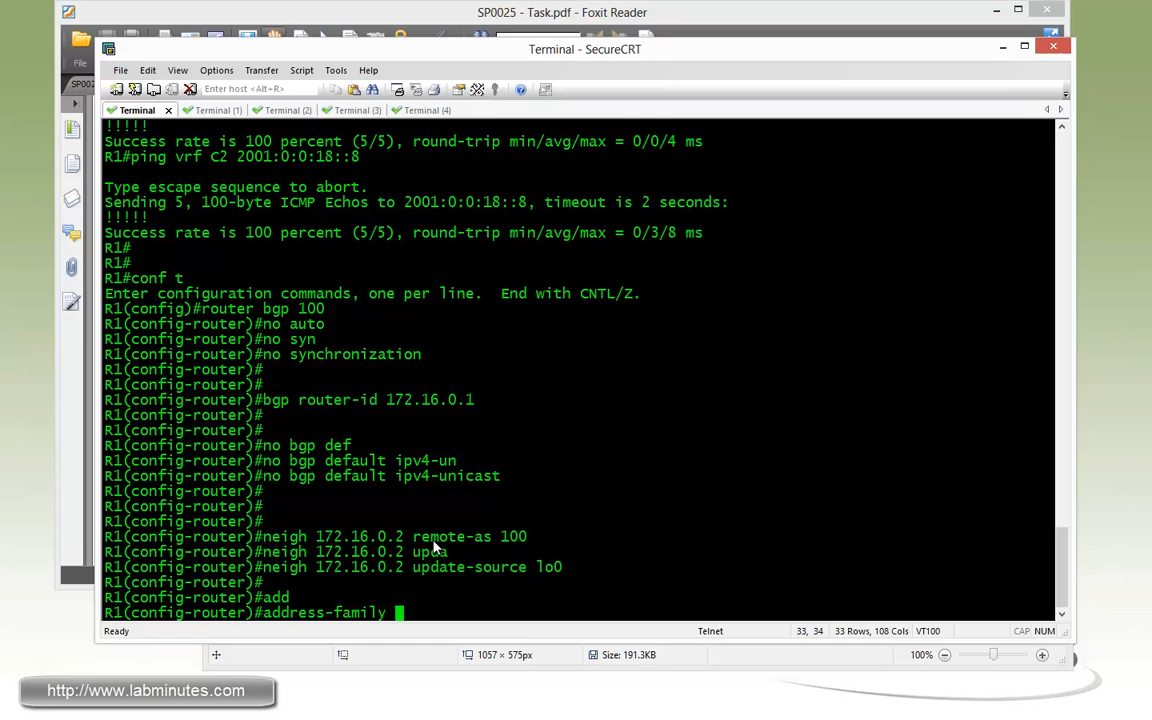 SP0025 - Task.pdf - Foxit Reader
File
SP002
Terminal - SecureCRT
File Edit View Options Transfer Script Tools Help
Enter host <Alt+R>
Terminal Terminal (1) Terminal (2) Terminal (3) Terminal (4)
!!!!!
Success rate is 100 percent (5/5), round-trip min/avg/max = 0/0/4 ms
R1#ping vrf C2 2001:0:0:18::8
Type escape sequence to abort.
Sending 5, 100-byte ICMP Echos to 2001:0:0:18::8, timeout is 2 seconds:
!!!!!
Success rate is 100 percent (5/5), round-trip min/avg/max = 0/3/8 ms
R1#
R1#
R1#conf t
Enter configuration commands, one per line.  End with CNTL/Z.
R1(config)#router bgp 100
R1(config-router)#no auto
R1(config-router)#no syn
R1(config-router)#no synchronization
R1(config-router)#
R1(config-router)#
R1(config-router)#bgp router-id 172.16.0.1
R1(config-router)#
R1(config-router)#
R1(config-router)#no bgp def
R1(config-router)#no bgp default ipv4-un
R1(config-router)#no bgp default ipv4-unicast
R1(config-router)#
R1(config-router)#
R1(config-router)#
R1(config-router)#neigh 172.16.0.2 remote-as 100
R1(config-router)#neigh 172.16.0.2 upda
R1(config-router)#neigh 172.16.0.2 update-source lo0
R1(config-router)#
R1(config-router)#add
R1(config-router)#address-family
Ready Telnet 33, 34 33 Rows, 108 Cols VT100 CAP NUM
1057 × 575px Size: 191.3KB 100%
http://www.labminutes.com